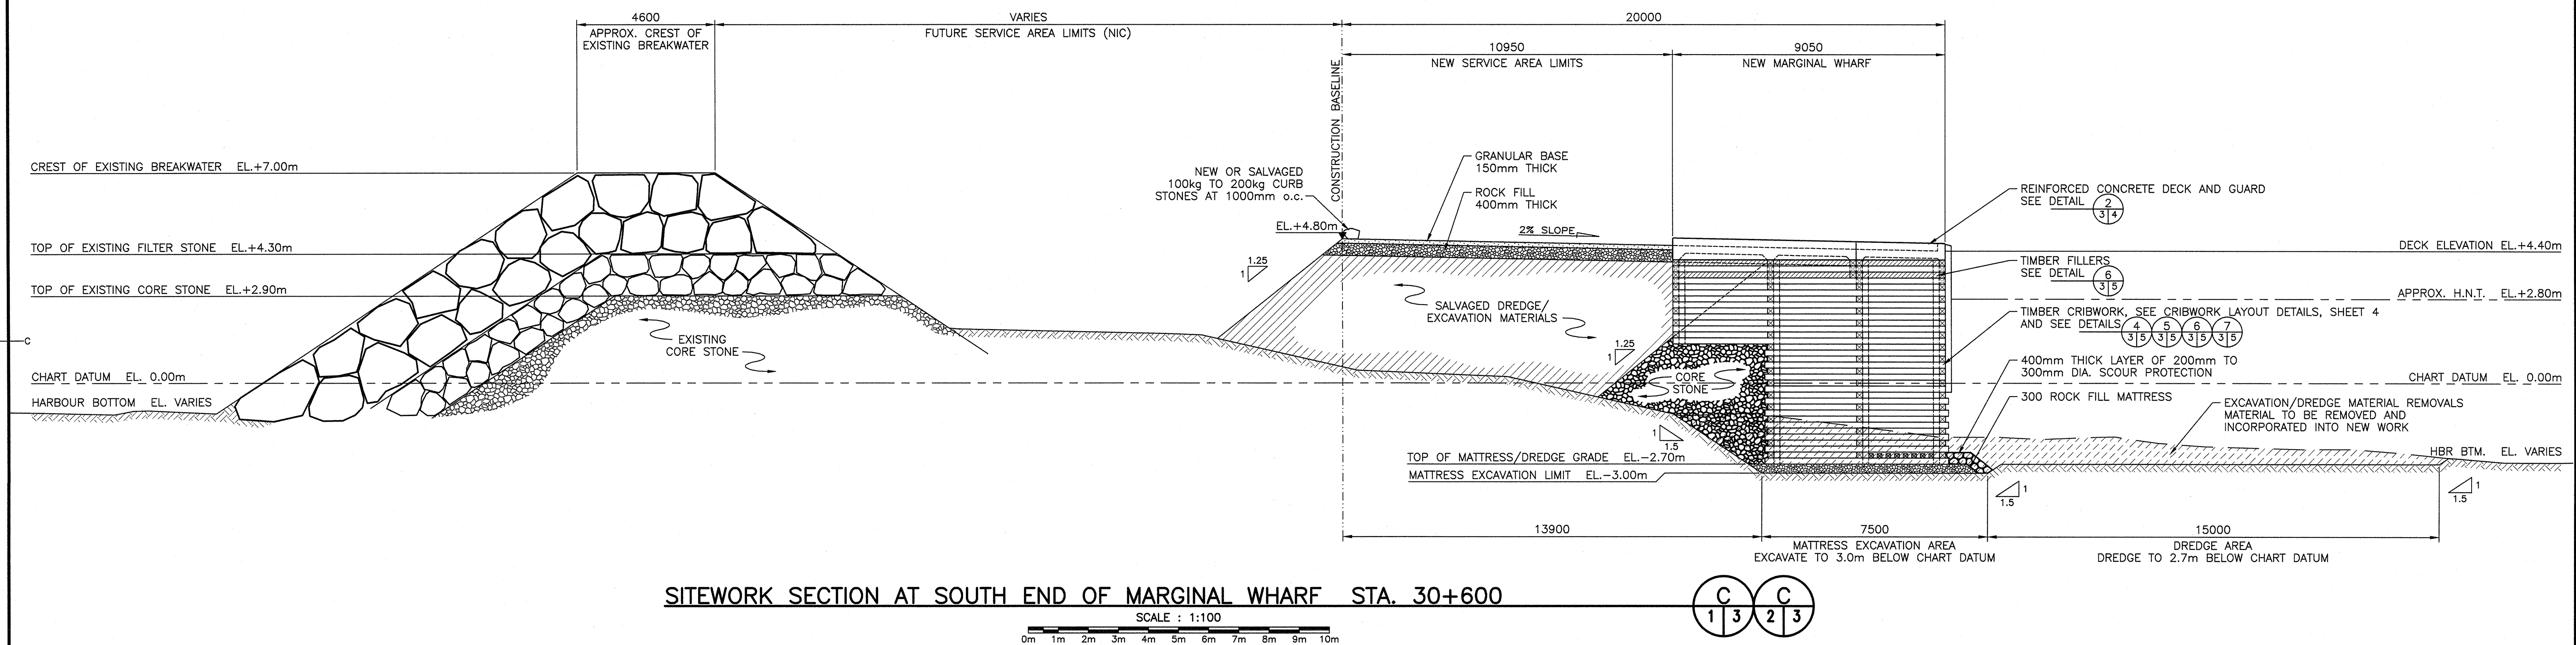 4600
APPROX. CREST OF
EXISTING BREAKWATER
VARIES
FUTURE SERVICE AREA LIMITS (NIC)
20000
10950
NEW SERVICE AREA LIMITS
9050
NEW MARGINAL WHARF
CONSTRUCTION BASELINE
CREST OF EXISTING BREAKWATER EL.+7.00m
TOP OF EXISTING FILTER STONE EL.+4.30m
TOP OF EXISTING CORE STONE EL.+2.90m
C
CHART DATUM EL. 0.00m
HARBOUR BOTTOM EL. VARIES
EXISTING
CORE STONE
NEW OR SALVAGED
100kg TO 200kg CURB
STONES AT 1000mm o.c.
EL.+4.80m
1.25
1
GRANULAR BASE
150mm THICK
ROCK FILL
400mm THICK
2% SLOPE
SALVAGED DREDGE/
EXCAVATION MATERIALS
1.25
1
CORE
STONE
1
1.5
TOP OF MATTRESS/DREDGE GRADE EL.-2.70m
MATTRESS EXCAVATION LIMIT EL.-3.00m
REINFORCED CONCRETE DECK AND GUARD
SEE DETAIL 2
3 4
DECK ELEVATION EL.+4.40m
TIMBER FILLERS
SEE DETAIL 6
3 5
APPROX. H.N.T. EL.+2.80m
TIMBER CRIBWORK, SEE CRIBWORK LAYOUT DETAILS, SHEET 4
AND SEE DETAILS 4 5 6 7
3 5 3 5 3 5 3 5
400mm THICK LAYER OF 200mm TO
300mm DIA. SCOUR PROTECTION
CHART DATUM EL. 0.00m
300 ROCK FILL MATTRESS
EXCAVATION/DREDGE MATERIAL REMOVALS
MATERIAL TO BE REMOVED AND
INCORPORATED INTO NEW WORK
HBR BTM. EL. VARIES
1
1.5
1
1.5
13900
7500
MATTRESS EXCAVATION AREA
EXCAVATE TO 3.0m BELOW CHART DATUM
15000
DREDGE AREA
DREDGE TO 2.7m BELOW CHART DATUM
SITEWORK SECTION AT SOUTH END OF MARGINAL WHARF STA. 30+600
C C
1 3 2 3
SCALE : 1:100
0m 1m 2m 3m 4m 5m 6m 7m 8m 9m 10m